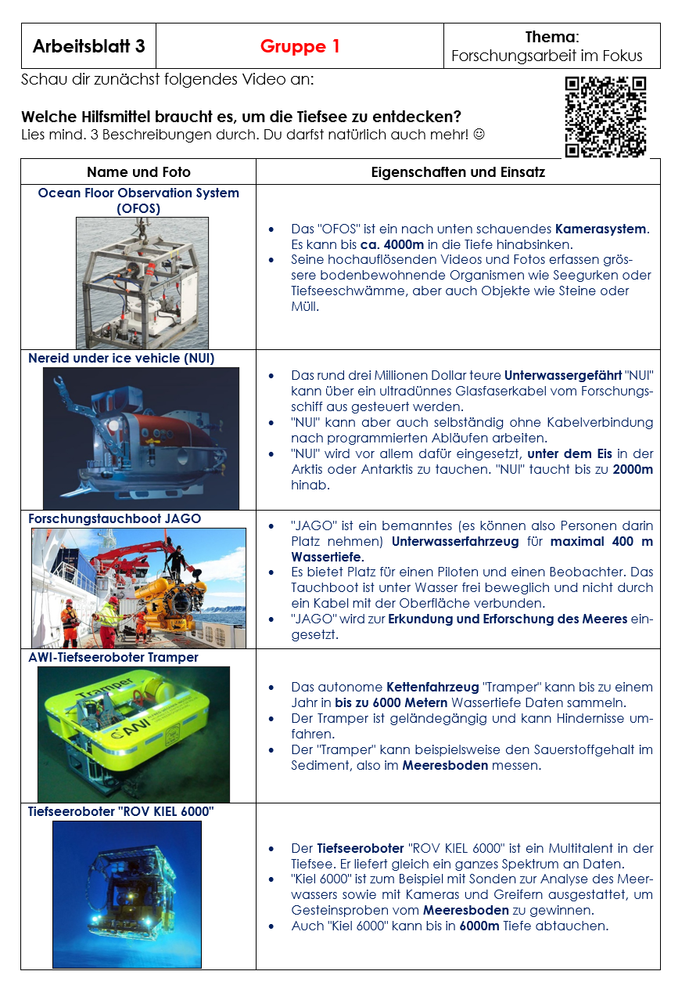 Arbeitsblatt 3
Gruppe 1
Thema:
Forschungsarbeit im Fokus
Schau dir zunächst folgendes Video an:
Welche Hilfsmittel braucht es, um die Tiefsee zu entdecken?
Lies mind. 3 Beschreibungen durch. Du darfst natürlich auch mehr! ☺
Name und Foto
Eigenschaften und Einsatz
Ocean Floor Observation System
(OFOS)
• Das "OFOS" ist ein nach unten schauendes Kamerasystem.
Es kann bis ca. 4000m in die Tiefe hinabsinken.
• Seine hochauflösenden Videos und Fotos erfassen grös-
sere bodenbewohnende Organismen wie Seegurken oder
Tiefseeschwämme, aber auch Objekte wie Steine oder
Müll.
Nereid under ice vehicle (NUI)
• Das rund drei Millionen Dollar teure Unterwassergefährt "NUI"
kann über ein ultradünnes Glasfaserkabel vom Forschungs-
schiff aus gesteuert werden.
• "NUI" kann aber auch selbständig ohne Kabelverbindung
nach programmierten Abläufen arbeiten.
• "NUI" wird vor allem dafür eingesetzt, unter dem Eis in der
Arktis oder Antarktis zu tauchen. "NUI" taucht bis zu 2000m
hinab.
Forschungstauchboot JAGO
• "JAGO" ist ein bemanntes (es können also Personen darin
Platz nehmen) Unterwasserfahrzeug für maximal 400 m
Wassertiefe.
• Es bietet Platz für einen Piloten und einen Beobachter. Das
Tauchboot ist unter Wasser frei beweglich und nicht durch
ein Kabel mit der Oberfläche verbunden.
• "JAGO" wird zur Erkundung und Erforschung des Meeres ein-
gesetzt.
AWI-Tiefseeroboter Tramper
Tramper
AWI
• Das autonome Kettenfahrzeug "Tramper" kann bis zu einem
Jahr in bis zu 6000 Metern Wassertiefe Daten sammeln.
• Der Tramper ist geländegängig und kann Hindernisse um-
fahren.
• Der "Tramper" kann beispielsweise den Sauerstoffgehalt im
Sediment, also im Meeresboden messen.
Tiefseeroboter "ROV KIEL 6000"
• Der Tiefseeroboter "ROV KIEL 6000" ist ein Multitalent in der
Tiefsee. Er liefert gleich ein ganzes Spektrum an Daten.
• "Kiel 6000" ist zum Beispiel mit Sonden zur Analyse des Meer-
wassers sowie mit Kameras und Greifern ausgestattet, um
Gesteinsproben vom Meeresboden zu gewinnen.
• Auch "Kiel 6000" kann bis in 6000m Tiefe abtauchen.